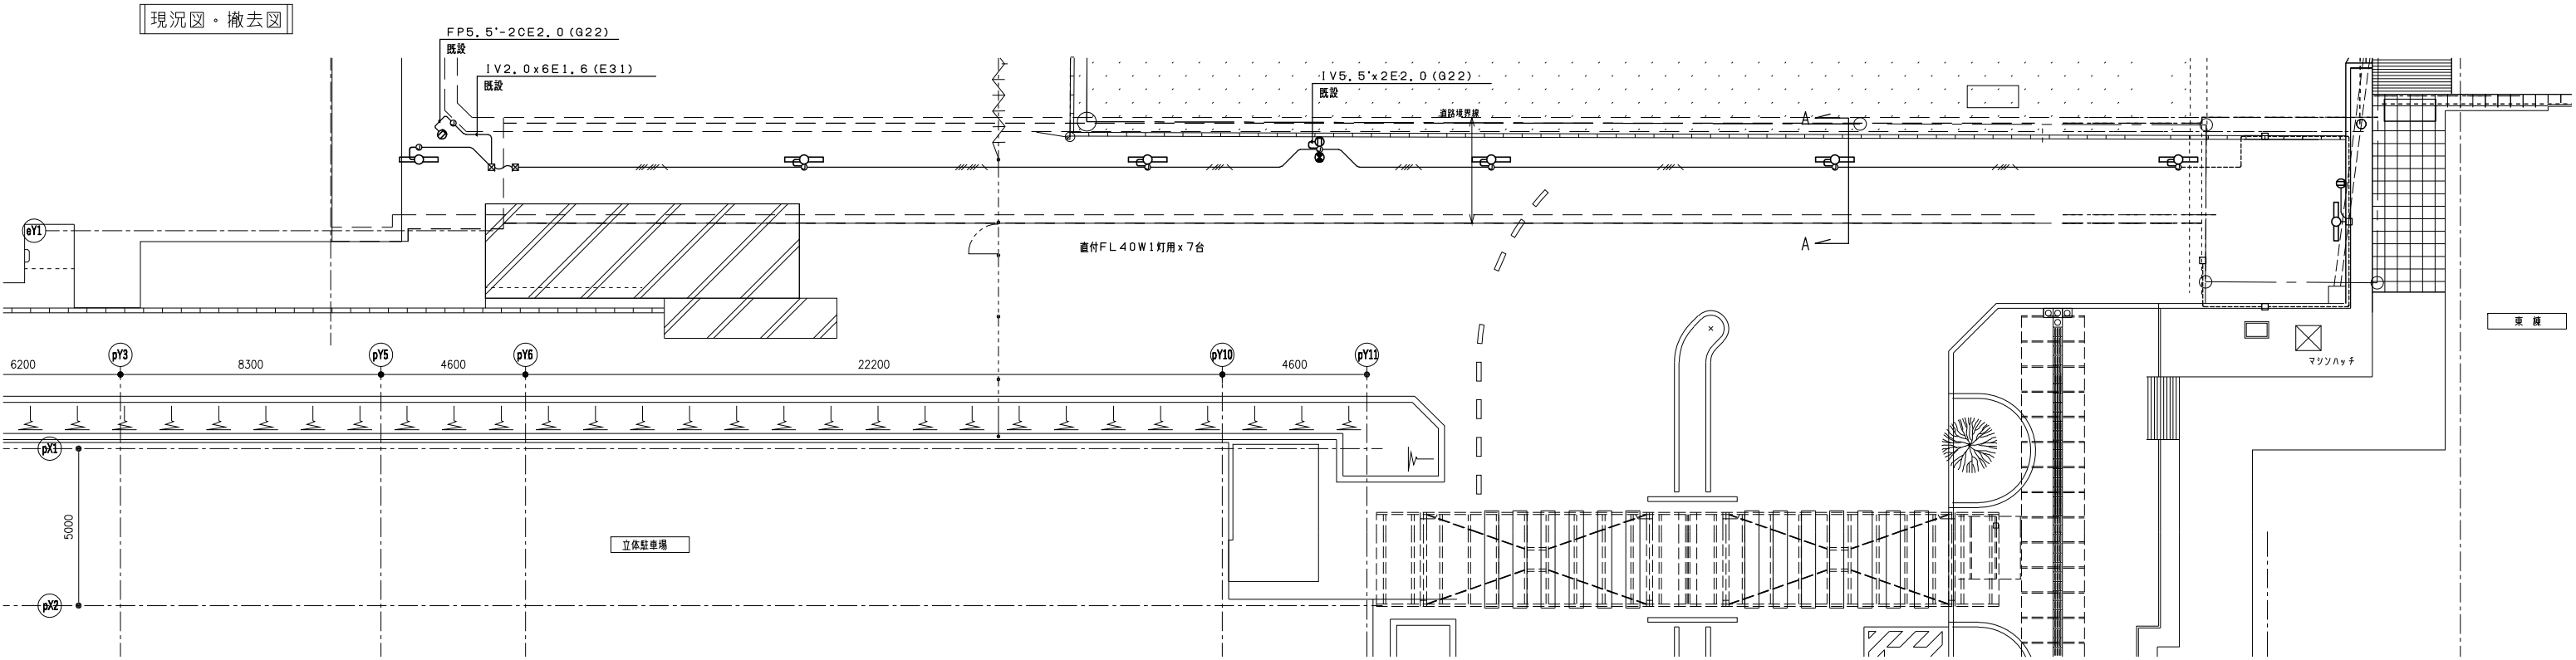 現況図・撤去図
FP5.5゜-2CE2.0(G22)
既設
IV2.0x6E1.6(E31)
既設
IV5.5゜x2E2.0(G22)
既設
道路境界線
A
A
eY1
直付FL40W1灯用x7台
東 棟
マシンハッチ
pY3
pY5
pY6
pY10
pY11
6200
8300
4600
22200
4600
pX1
5000
立体駐車場
pX2